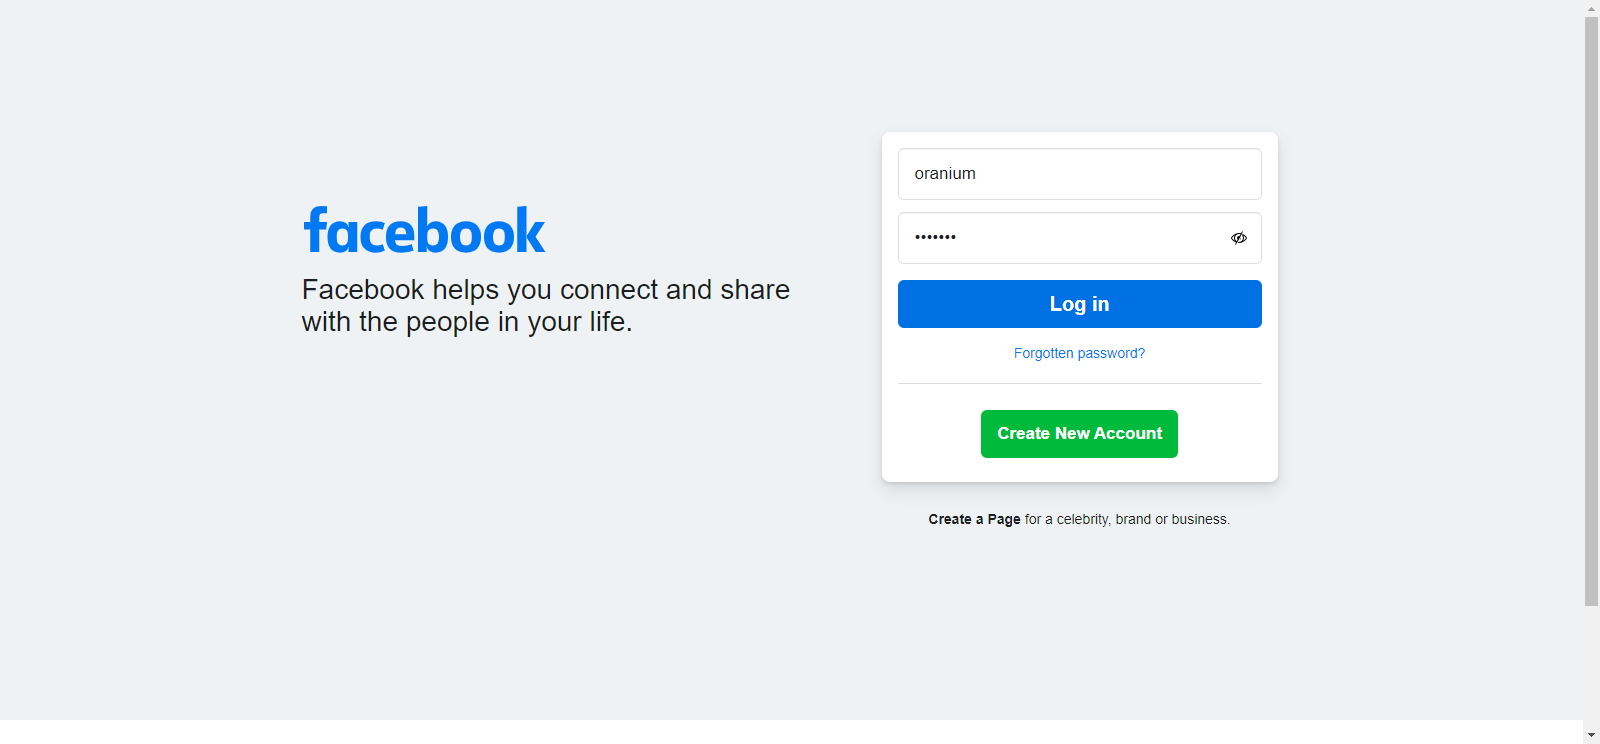 facebook
Facebook helps you connect and share
with the people in your life.
oranium
•••••••
Log in
Forgotten password?
Create New Account
Create a Page for a celebrity, brand or business.